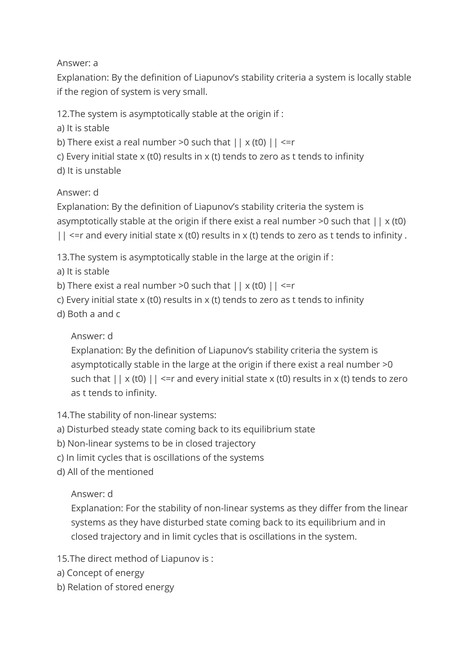 Answer: a
Explanation: By the definition of Liapunov’s stability criteria a system is locally stable
if the region of system is very small.
12.The system is asymptotically stable at the origin if :
a) It is stable
b) There exist a real number >0 such that || x (t0) || <=r
c) Every initial state x (t0) results in x (t) tends to zero as t tends to infinity
d) It is unstable
Answer: d
Explanation: By the definition of Liapunov’s stability criteria the system is
asymptotically stable at the origin if there exist a real number >0 such that || x (t0)
|| <=r and every initial state x (t0) results in x (t) tends to zero as t tends to infinity .
13.The system is asymptotically stable in the large at the origin if :
a) It is stable
b) There exist a real number >0 such that || x (t0) || <=r
c) Every initial state x (t0) results in x (t) tends to zero as t tends to infinity
d) Both a and c
Answer: d
Explanation: By the definition of Liapunov’s stability criteria the system is
asymptotically stable in the large at the origin if there exist a real number >0
such that || x (t0) || <=r and every initial state x (t0) results in x (t) tends to zero
as t tends to infinity.
14.The stability of non-linear systems:
a) Disturbed steady state coming back to its equilibrium state
b) Non-linear systems to be in closed trajectory
c) In limit cycles that is oscillations of the systems
d) All of the mentioned
Answer: d
Explanation: For the stability of non-linear systems as they differ from the linear
systems as they have disturbed state coming back to its equilibrium and in
closed trajectory and in limit cycles that is oscillations in the system.
15.The direct method of Liapunov is :
a) Concept of energy
b) Relation of stored energy